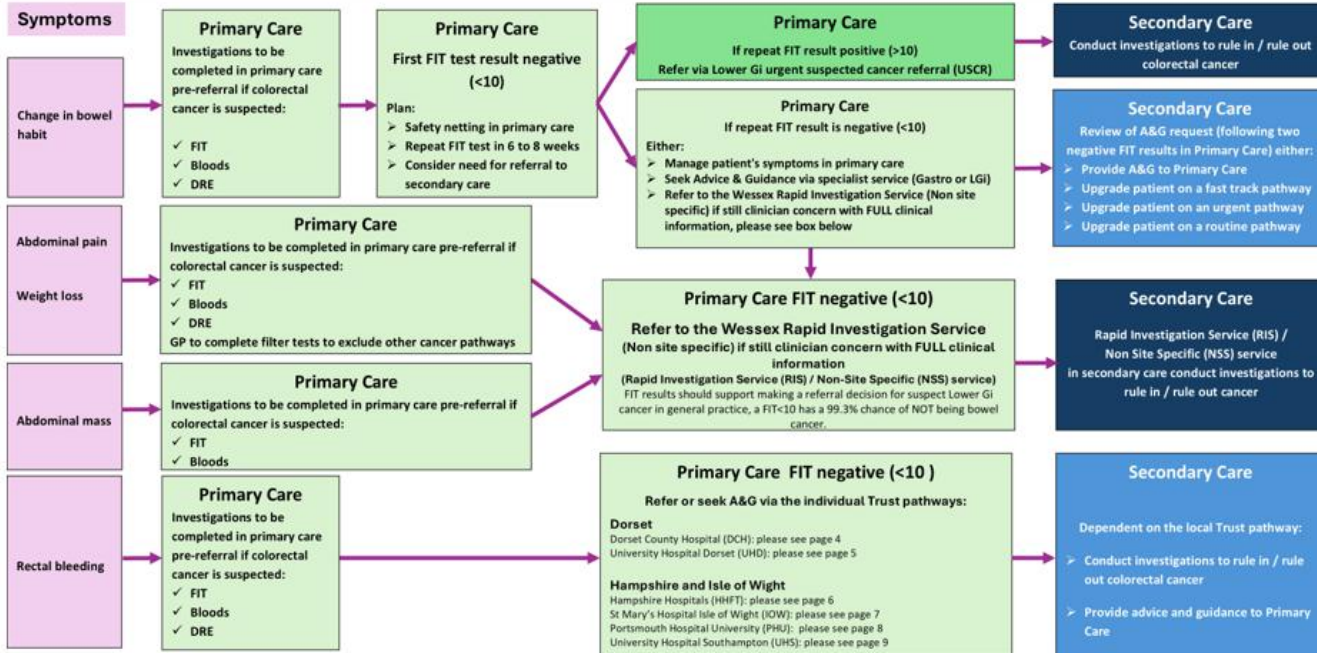 Symptoms
Change in bowel
habit
Primary Care
Investigations to be
completed in primary care
pre-referral if colorectal
cancer is suspected:
✓ FIT
✓ Bloods
✓ DRE
Primary Care
First FIT test result negative
(<10)
Plan:
➢ Safety netting in primary care
➢ Repeat FIT test in 6 to 8 weeks
➢ Consider need for referral to
secondary care
Primary Care
If repeat FIT result positive (>10)
Refer via Lower Gi urgent suspected cancer referral (USCR)
Secondary Care
Conduct investigations to rule in / rule out
colorectal cancer
Primary Care
If repeat FIT result is negative (<10)
Either:
➢ Manage patient's symptoms in primary care
➢ Seek Advice & Guidance via specialist service (Gastro or LGi)
➢ Refer to the Wessex Rapid Investigation Service (Non site
specific) if still clinician concern with FULL clinical
information, please see box below
Secondary Care
Review of A&G request (following two
negative FIT results in Primary Care) either:
➢ Provide A&G to Primary Care
➢ Upgrade patient on a fast track pathway
➢ Upgrade patient on an urgent pathway
➢ Upgrade patient on a routine pathway
Abdominal pain
Weight loss
Primary Care
Investigations to be completed in primary care pre-referral if
colorectal cancer is suspected:
✓ FIT
✓ Bloods
✓ DRE
GP to complete filter tests to exclude other cancer pathways
Abdominal mass
Primary Care
Investigations to be completed in primary care pre-referral if
colorectal cancer is suspected:
✓ FIT
✓ Bloods
Primary Care FIT negative (<10)
Refer to the Wessex Rapid Investigation Service
(Non site specific) if still clinician concern with FULL clinical
information
(Rapid Investigation Service (RIS) / Non-Site Specific (NSS) service)
FIT results should support making a referral decision for suspect Lower Gi
cancer in general practice, a FIT<10 has a 99.3% chance of NOT being bowel
cancer.
Secondary Care
Rapid Investigation Service (RIS) /
Non Site Specific (NSS) service
in secondary care conduct investigations to
rule in / rule out cancer
Rectal bleeding
Primary Care
Investigations to be
completed in primary care
pre-referral if colorectal
cancer is suspected:
✓ FIT
✓ Bloods
✓ DRE
Primary Care FIT negative (<10 )
Refer or seek A&G via the individual Trust pathways:
Dorset
Dorset County Hospital (DCH): please see page 4
University Hospital Dorset (UHD): please see page 5
Hampshire and Isle of Wight
Hampshire Hospitals (HHFT): please see page 6
St Mary's Hospital Isle of Wight (IOW): please see page 7
Portsmouth Hospital University (PHU): please see page 8
University Hospital Southampton (UHS): please see page 9
Secondary Care
Dependent on the local Trust pathway:
➢ Conduct investigations to rule in / rule
out colorectal cancer
➢ Provide advice and guidance to Primary
Care